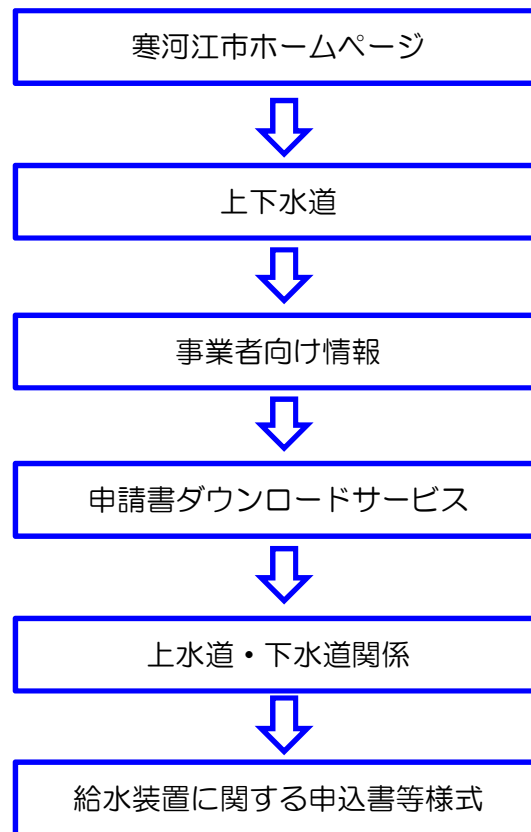 寒河江市ホームページ
上下水道
事業者向け情報
申請書ダウンロードサービス
上水道・下水道関係
給水装置に関する申込書等様式